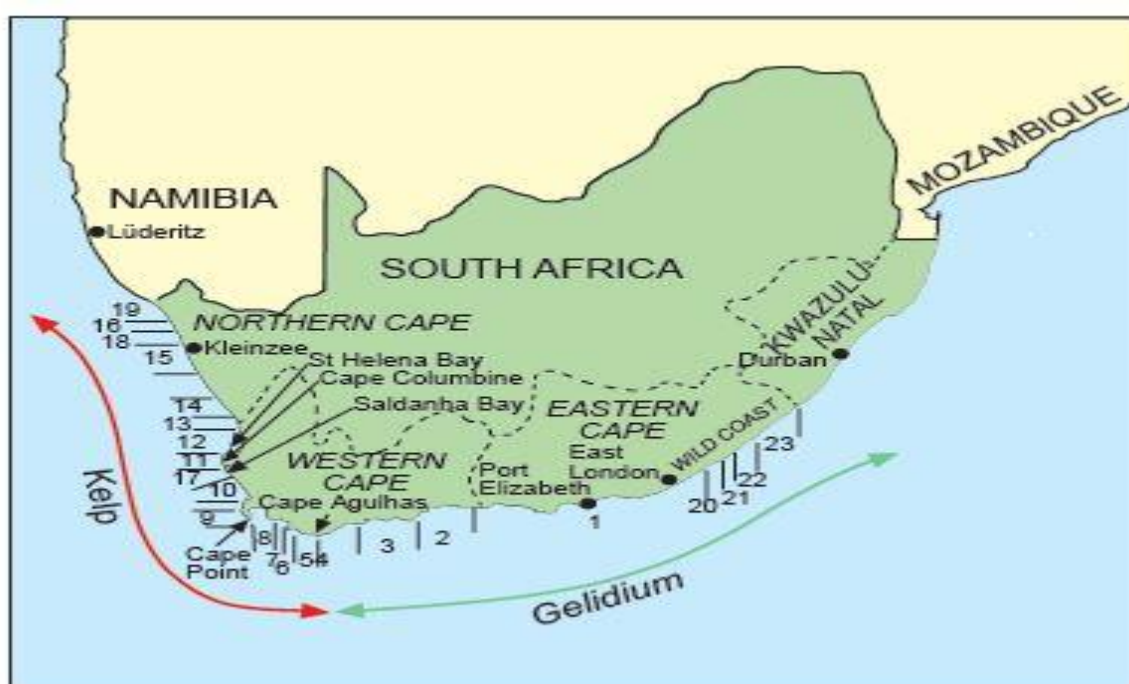 MOZAMBIQUE
NAMIBIA
Lüderitz
SOUTH AFRICA
KWAZULU
NATAL
19
NORTHERN CAPE
16
18
Kleinzee
15
St Helena Bay
Durban
Cape Columbine
14
Saldanha Bay
EASTERN
CAPE
13
WILD COAST
12
11
WESTERN
CAPE
East
London
23
17
Port
Elizabeth
22
10
Cape Agulhas
21
20
9
1
8
2
3
Kelp
Cape
Point
7
6
5
4
Gelidium